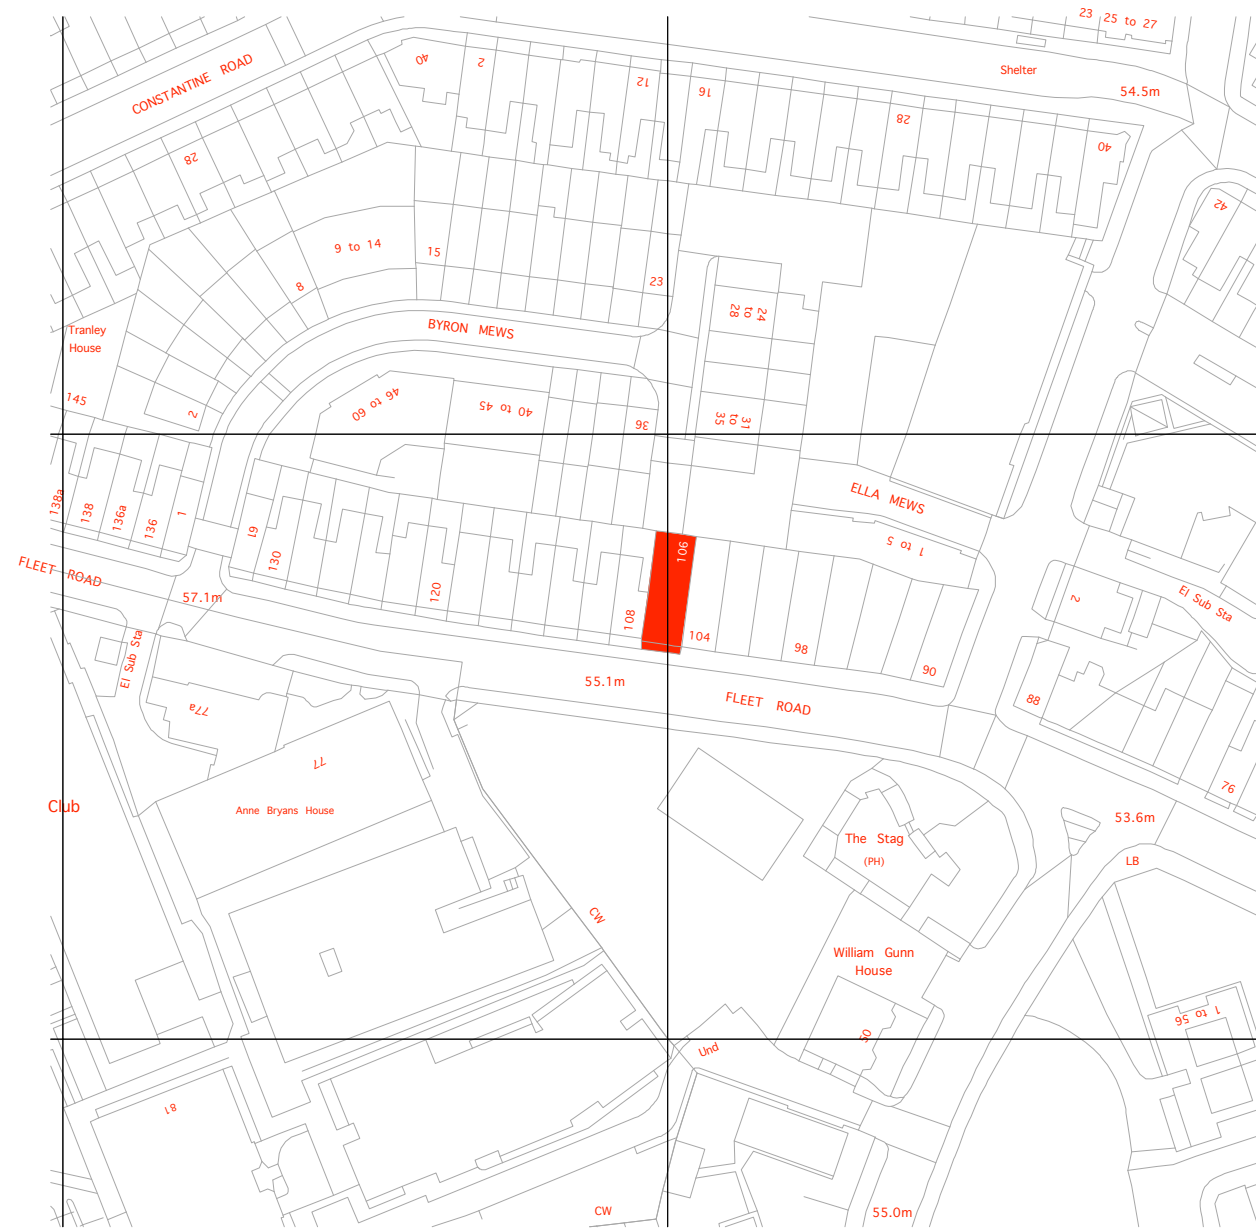 23 25 to 27
CONSTANTINE ROAD
40
2
12
16
Shelter
54.5m
28
28
40
42
9 to 14
15
8
23
24
to
28
BYRON MEWS
Tranley
House
145
2
46 to 60
40 to 45
36
31
to
35
138a
138
136a
136
1
61
130
120
108
106
104
98
90
ELLA MEWS
1 to 5
FLEET ROAD
57.1m
El Sub Sta
55.1m
FLEET ROAD
2
El Sub Sta
88
76
77a
77
Anne Bryans House
Club
The Stag
(PH)
53.6m
LB
CW
William Gunn
House
50
1 to 56
Und
81
CW
55.0m